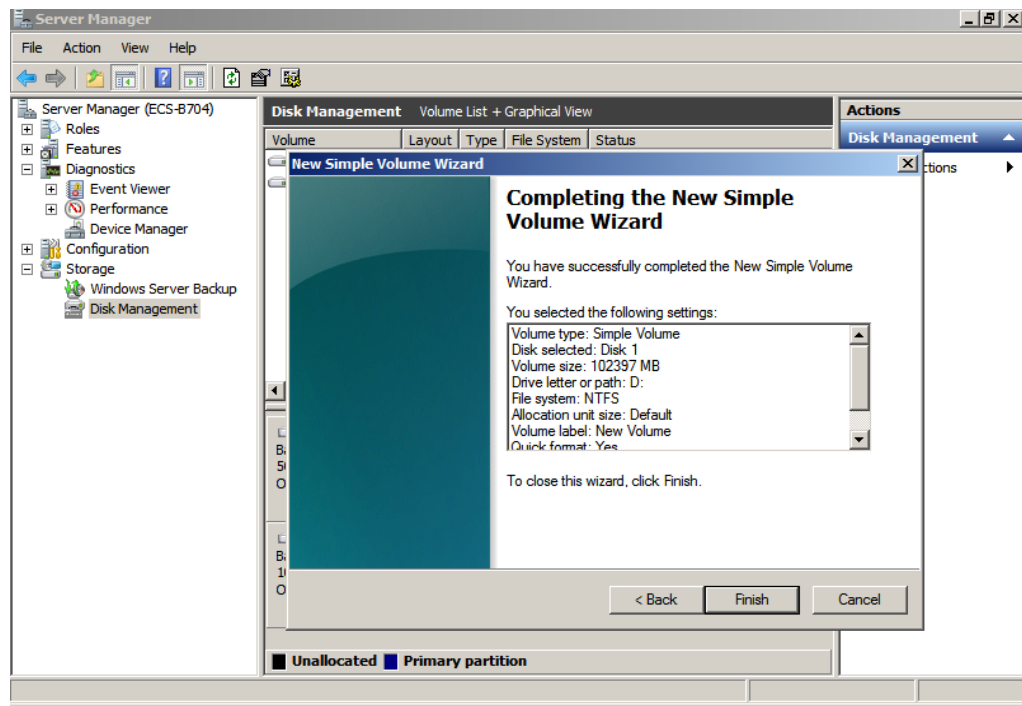 Server Manager
File Action View Help
Server Manager (ECS-B704)
Roles
Features
Diagnostics
Event Viewer
Performance
Device Manager
Configuration
Storage
Windows Server Backup
Disk Management
Disk Management Volume List + Graphical View
Volume Layout Type File System Status
Actions
Disk Management
New Simple Volume Wizard
Completing the New Simple
Volume Wizard
You have successfully completed the New Simple Volume
Wizard.
You selected the following settings:
Volume type: Simple Volume
Disk selected: Disk 1
Volume size: 102397 MB
Drive letter or path: D:
File system: NTFS
Allocation unit size: Default
Volume label: New Volume
Quick format: Yes
To close this wizard, click Finish.
< Back Finish Cancel
Unallocated Primary partition